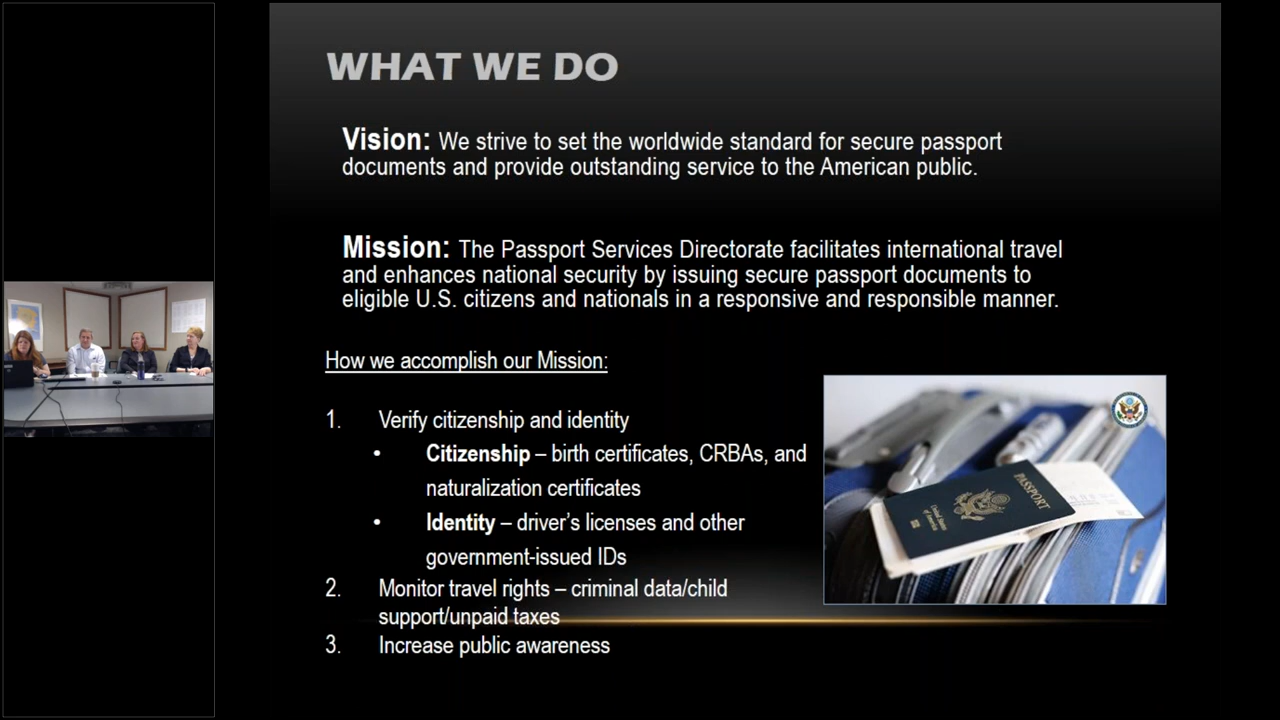 WHAT WE DO
Vision: We strive to set the worldwide standard for secure passport
documents and provide outstanding service to the American public.
Mission: The Passport Services Directorate facilitates international travel
and enhances national security by issuing secure passport documents to
eligible U.S. citizens and nationals in a responsive and responsible manner.
How we accomplish our Mission:
1. Verify citizenship and identity
• Citizenship – birth certificates, CRBAs, and
naturalization certificates
• Identity – driver’s licenses and other
government-issued IDs
2. Monitor travel rights – criminal data/child
support/unpaid taxes
3. Increase public awareness
PASSPORT
United States
of America